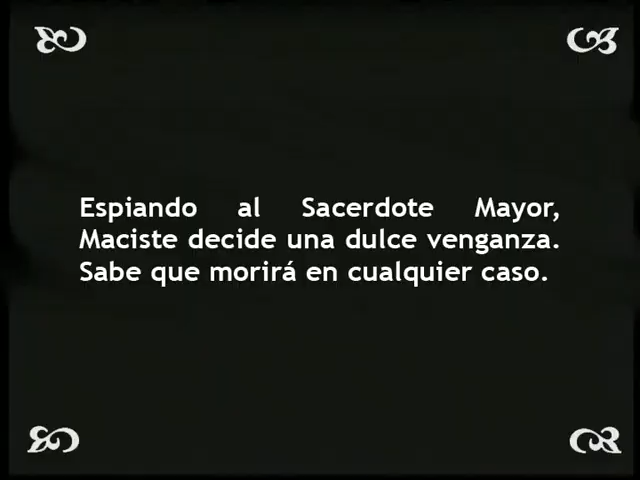 Espiando al Sacerdote Mayor,
Maciste decide una dulce venganza.
Sabe que morirá en cualquier caso.